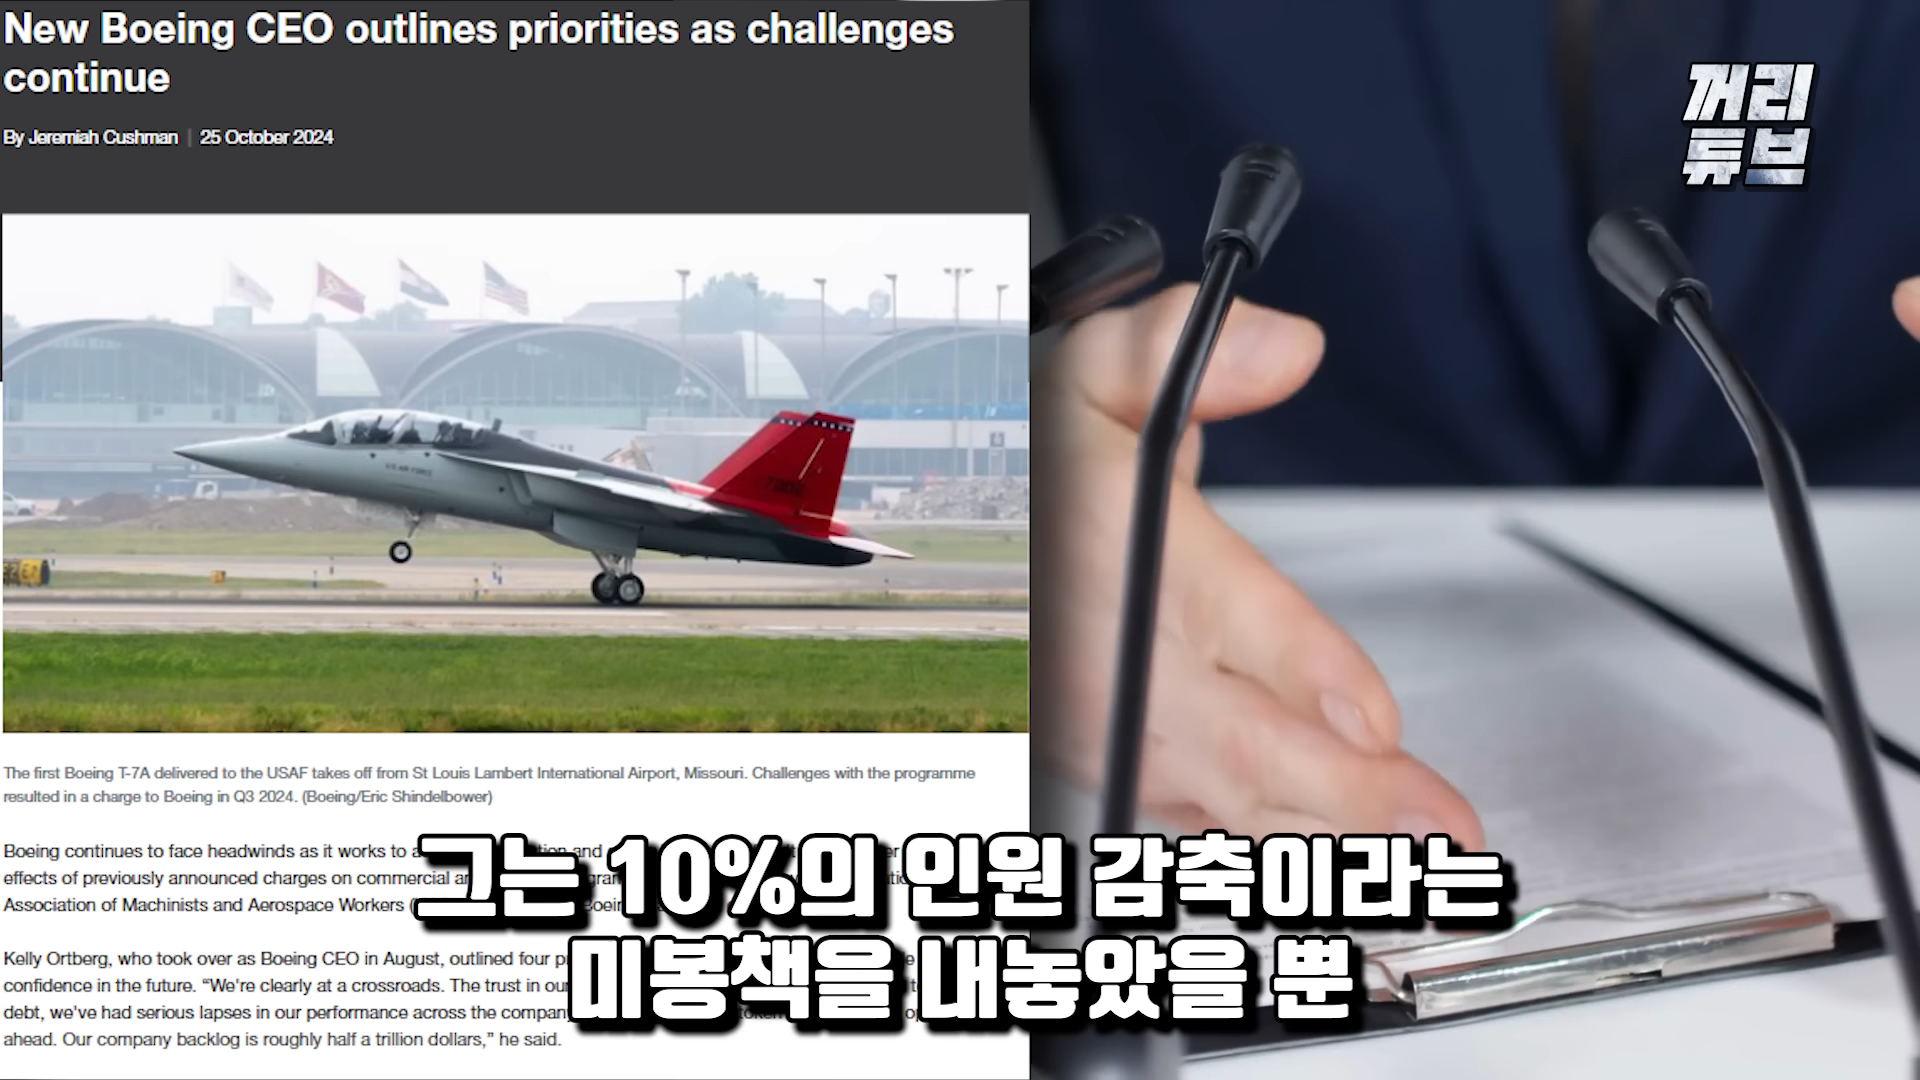 New Boeing CEO outlines priorities as challenges
continue
By Jeremiah Cushman | 25 October 2024
꺼리
튜브
U.S. AIR FORCE
The first Boeing T-7A delivered to the USAF takes off from St Louis Lambert International Airport, Missouri. Challenges with the programme
resulted in a charge to Boeing in Q3 2024. (Boeing/Eric Shindelbower)
Boeing continues to face headwinds as it works to
effects of previously announced charges on commercial
Association of Machinists and Aerospace Workers
Kelly Ortberg, who took over as Boeing CEO in August, outlined four
confidence in the future. “We're clearly at a crossroads. The trust in our
debt, we've had serious lapses in our performance across the company
ahead. Our company backlog is roughly half a trillion dollars,” he said.
그는 10%의 인원 감축이라는
미봉책을 내놓았을 뿐